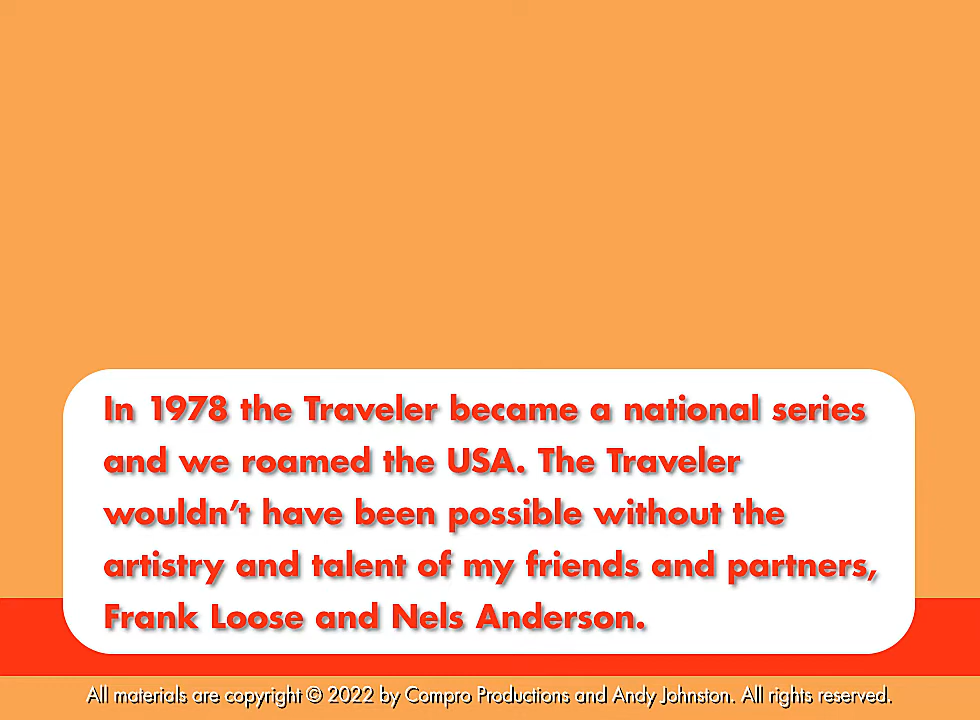 In 1978 the Traveler became a national series
and we roamed the USA. The Traveler
wouldn’t have been possible without the
artistry and talent of my friends and partners,
Frank Loose and Nels Anderson.
All materials are copyright © 2022 by Compro Productions and Andy Johnston. All rights reserved.